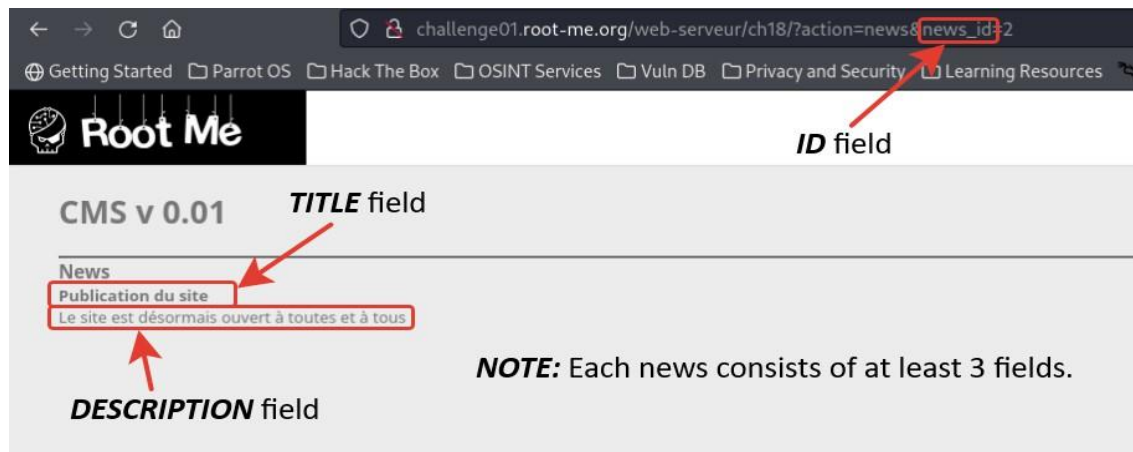 challenge01.root-me.org/web-serveur/ch18/?action=news&news_id=2
Getting Started Parrot OS Hack The Box OSINT Services Vuln DB Privacy and Security Learning Resources
Root Me
ID field
CMS v 0.01
TITLE field
News
Publication du site
Le site est désormais ouvert à toutes et à tous
NOTE: Each news consists of at least 3 fields.
DESCRIPTION field